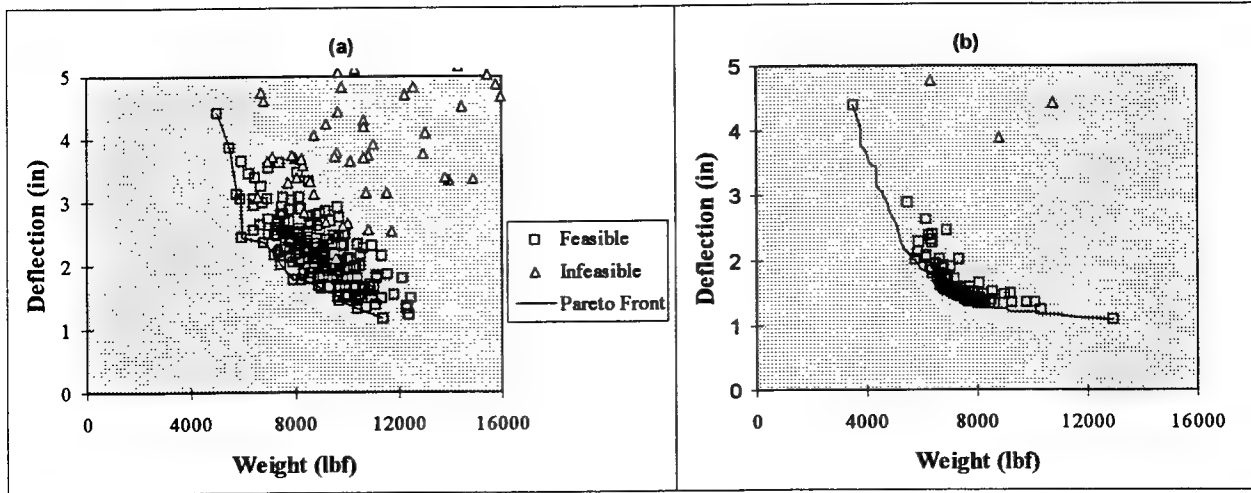 (a)
5
4
3
2
1
0
Deflection (in)
0 4000 8000 12000 16000
Weight (lbf)
Feasible
Infeasible
Pareto Front
(b)
5
4
3
2
1
0
Deflection (in)
0 4000 8000 12000 16000
Weight (lbf)